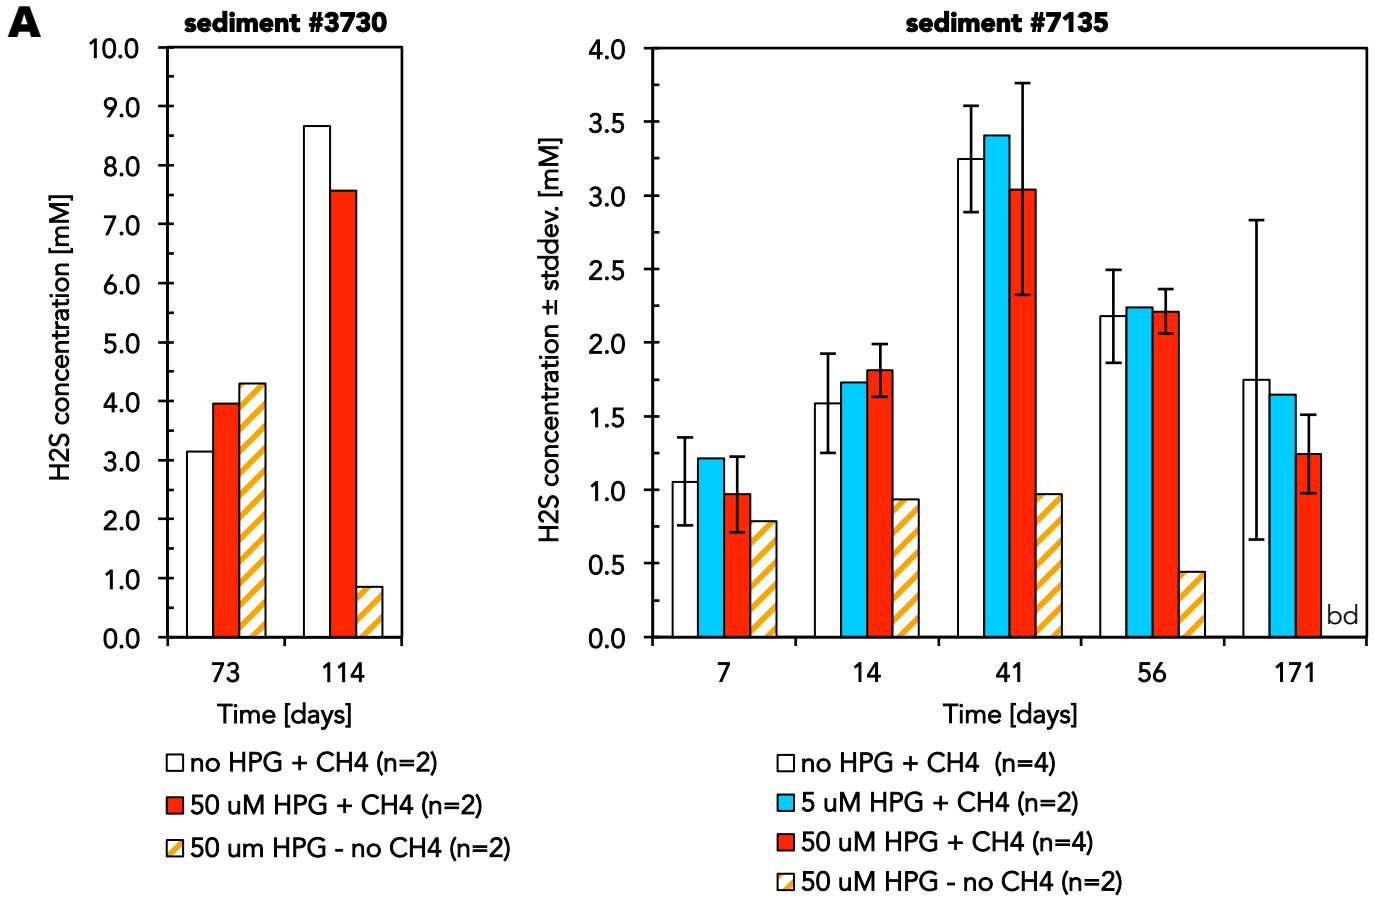 A
sediment #3730
10.0
9.0
8.0
7.0
6.0
5.0
4.0
3.0
2.0
1.0
0.0
H2S concentration [mM]
73 114
Time [days]
no HPG + CH4 (n=2)
50 uM HPG + CH4 (n=2)
50 um HPG - no CH4 (n=2)
sediment #7135
4.0
3.5
3.0
2.5
2.0
1.5
1.0
0.5
0.0
H2S concentration ± stddev. [mM]
bd
7 14 41 56 171
Time [days]
no HPG + CH4 (n=4)
5 uM HPG + CH4 (n=2)
50 uM HPG + CH4 (n=4)
50 uM HPG - no CH4 (n=2)